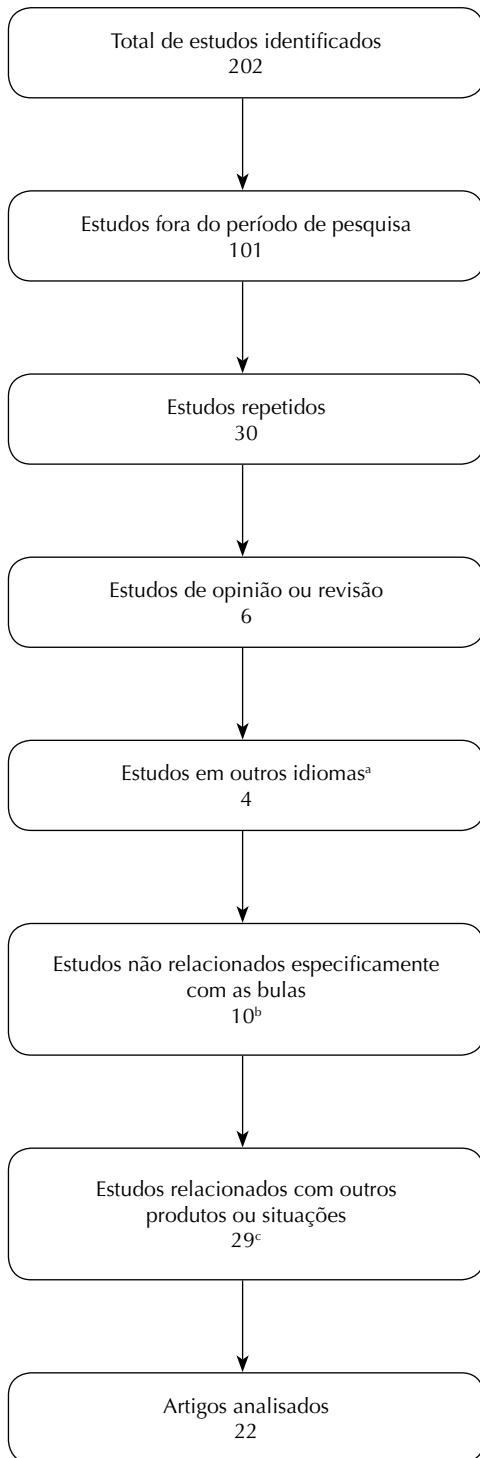 Total de estudos identificados
202
Estudos fora do período de pesquisa
101
Estudos repetidos
30
Estudos de opinião ou revisão
6
Estudos em outros idiomasᵃ
4
Estudos não relacionados especificamente
com as bulas
10ᵇ
Estudos relacionados com outros
produtos ou situações
29ᶜ
Artigos analisados
22